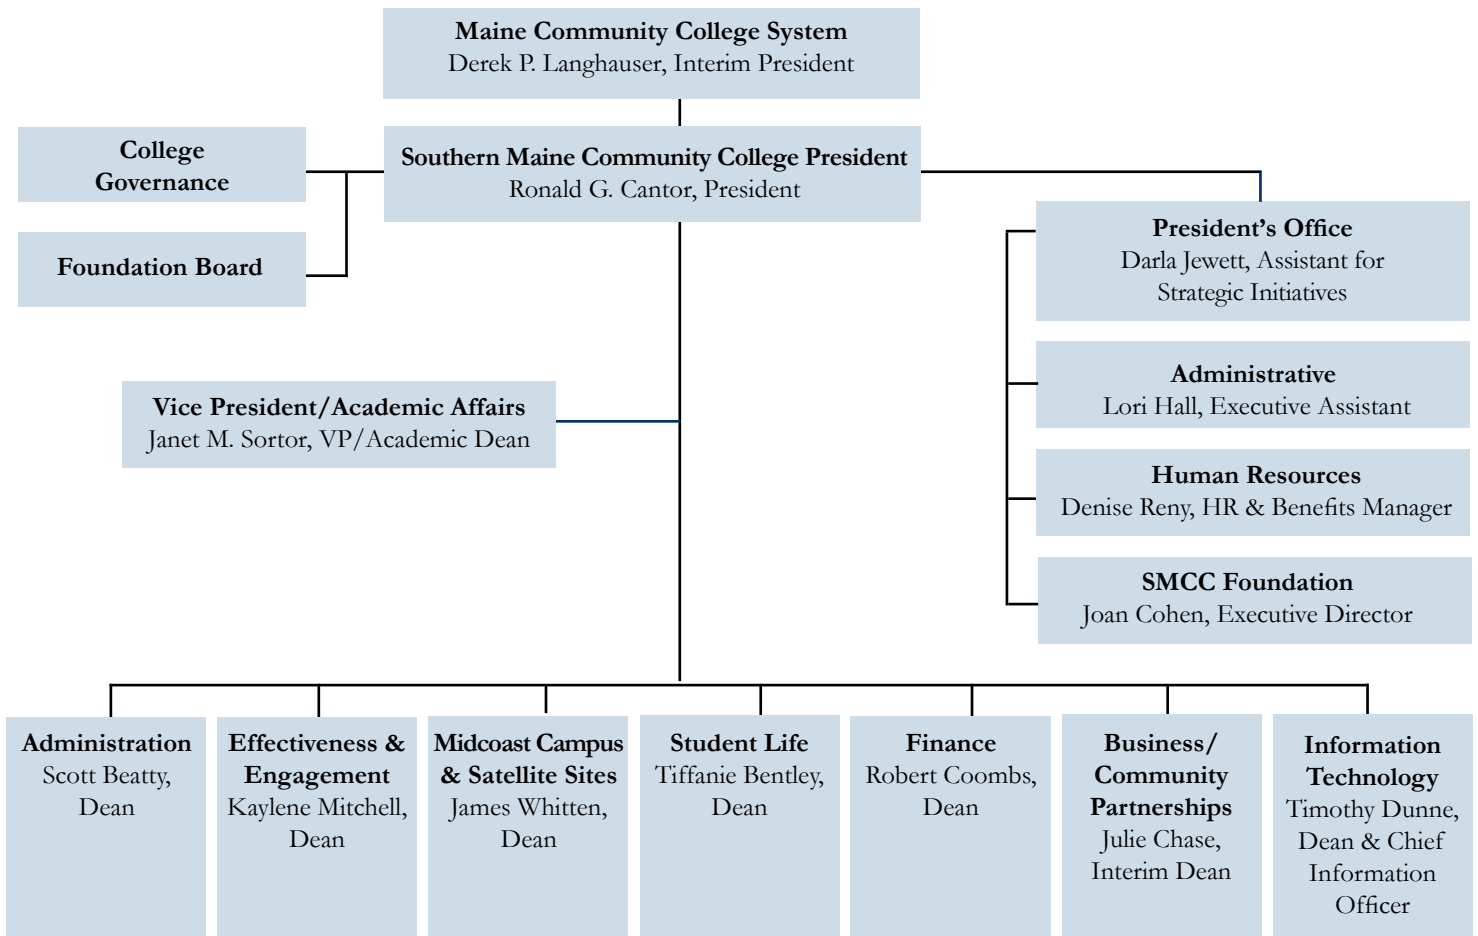 Maine Community College System
Derek P. Langhauser, Interim President
College
Governance
Southern Maine Community College President
Ronald G. Cantor, President
Foundation Board
President’s Office
Darla Jewett, Assistant for
Strategic Initiatives
Vice President/Academic Affairs
Janet M. Sortor, VP/Academic Dean
Administrative
Lori Hall, Executive Assistant
Human Resources
Denise Reny, HR & Benefits Manager
SMCC Foundation
Joan Cohen, Executive Director
Administration
Scott Beatty,
Dean
Effectiveness &
Engagement
Kaylene Mitchell,
Dean
Midcoast Campus
& Satellite Sites
James Whitten,
Dean
Student Life
Tiffanie Bentley,
Dean
Finance
Robert Coombs,
Dean
Business/
Community
Partnerships
Julie Chase,
Interim Dean
Information
Technology
Timothy Dunne,
Dean & Chief
Information
Officer